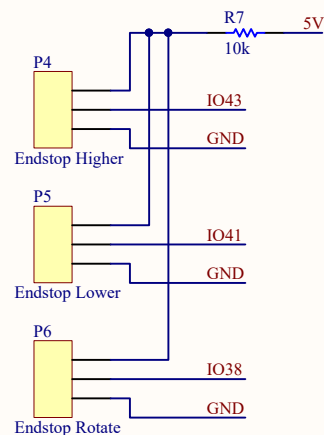 R7
5V
10k
P4
IO43
GND
Endstop Higher
P5
IO41
GND
Endstop Lower
P6
IO38
GND
Endstop Rotate